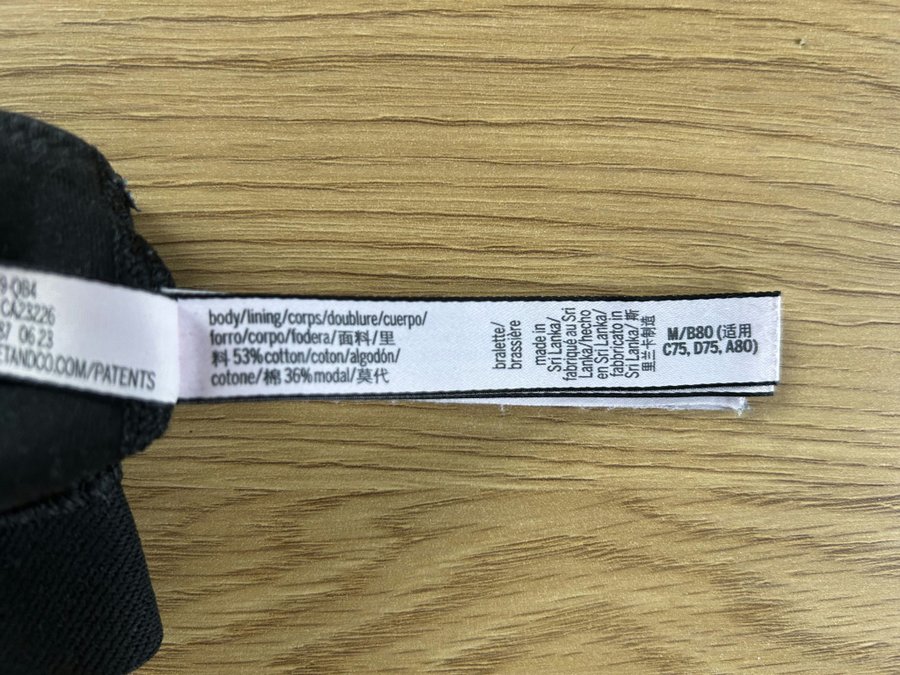 9-OB4
CA23226
87 06 23
ETANDCO.COM/PATENTS
body/lining/corps/doublure/cuerpo/
forro/corpo/fodera/面料/里
料 53%cotton/coton/algodón/
cotone/棉 36%modal/莫代
bralette/
brassière
made in
Sri Lanka/
fabriqué au Sri
Lanka/hecho
en Sri Lanka/
fabbricato in
Sri Lanka/斯
里兰卡制造
M/B80 (适用
C75, D75, A80)